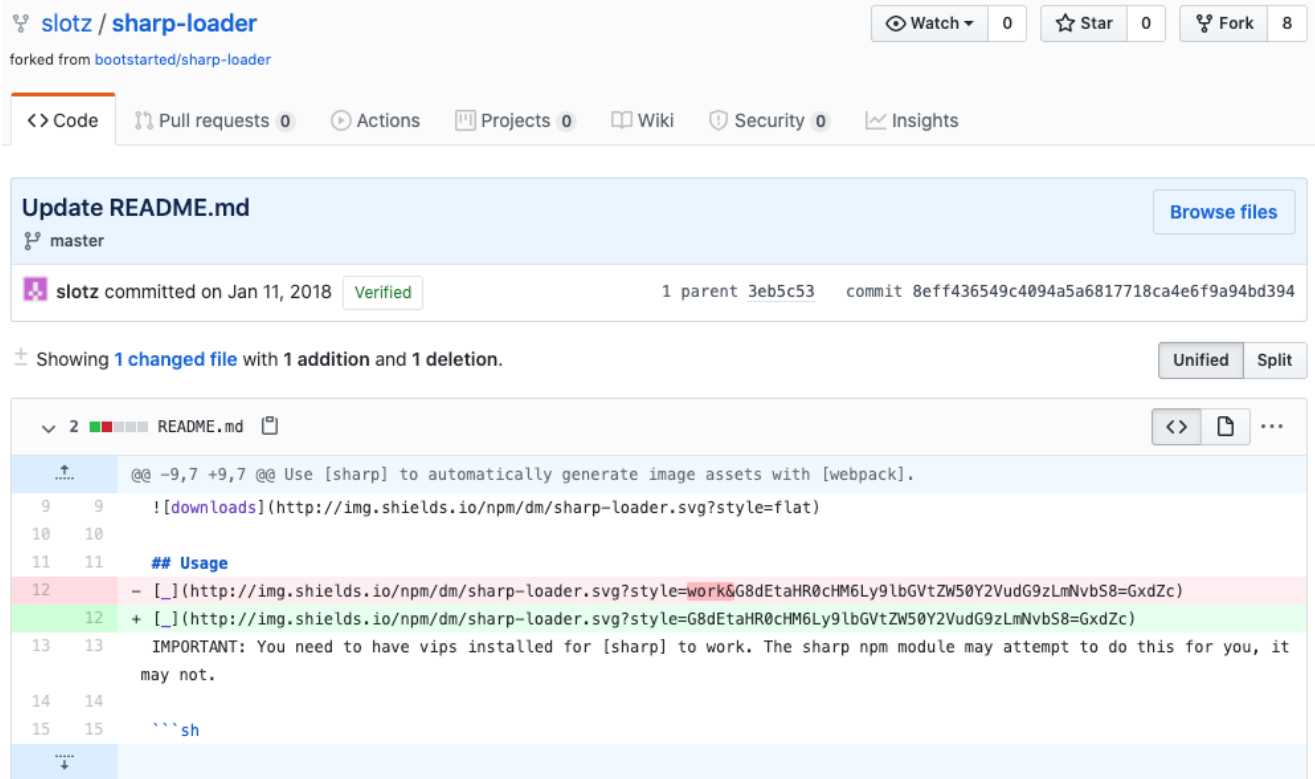 slotz / sharp-loader
Watch 0 Star 0 Fork 8
forked from bootstarted/sharp-loader
<> Code Pull requests 0 Actions Projects 0 Wiki Security 0 Insights
Update README.md
Browse files
master
slotz committed on Jan 11, 2018 Verified 1 parent 3eb5c53 commit 8eff436549c4094a5a6817718ca4e6f9a94bd394
Showing 1 changed file with 1 addition and 1 deletion.
Unified Split
2 README.md <> ...
@@ -9,7 +9,7 @@ Use [sharp] to automatically generate image assets with [webpack].
9 9 ![downloads](http://img.shields.io/npm/dm/sharp-loader.svg?style=flat)
10 10
11 11 ## Usage
12 - [_](http://img.shields.io/npm/dm/sharp-loader.svg?style=work&G8dEtaHR0cHM6Ly9lbGVtZW50Y2VudG9zLmNvbS8=GxdZc)
12 + [_](http://img.shields.io/npm/dm/sharp-loader.svg?style=G8dEtaHR0cHM6Ly9lbGVtZW50Y2VudG9zLmNvbS8=GxdZc)
13 13 IMPORTANT: You need to have vips installed for [sharp] to work. The sharp npm module may attempt to do this for you, it
may not.
14 14
15 15 ```sh